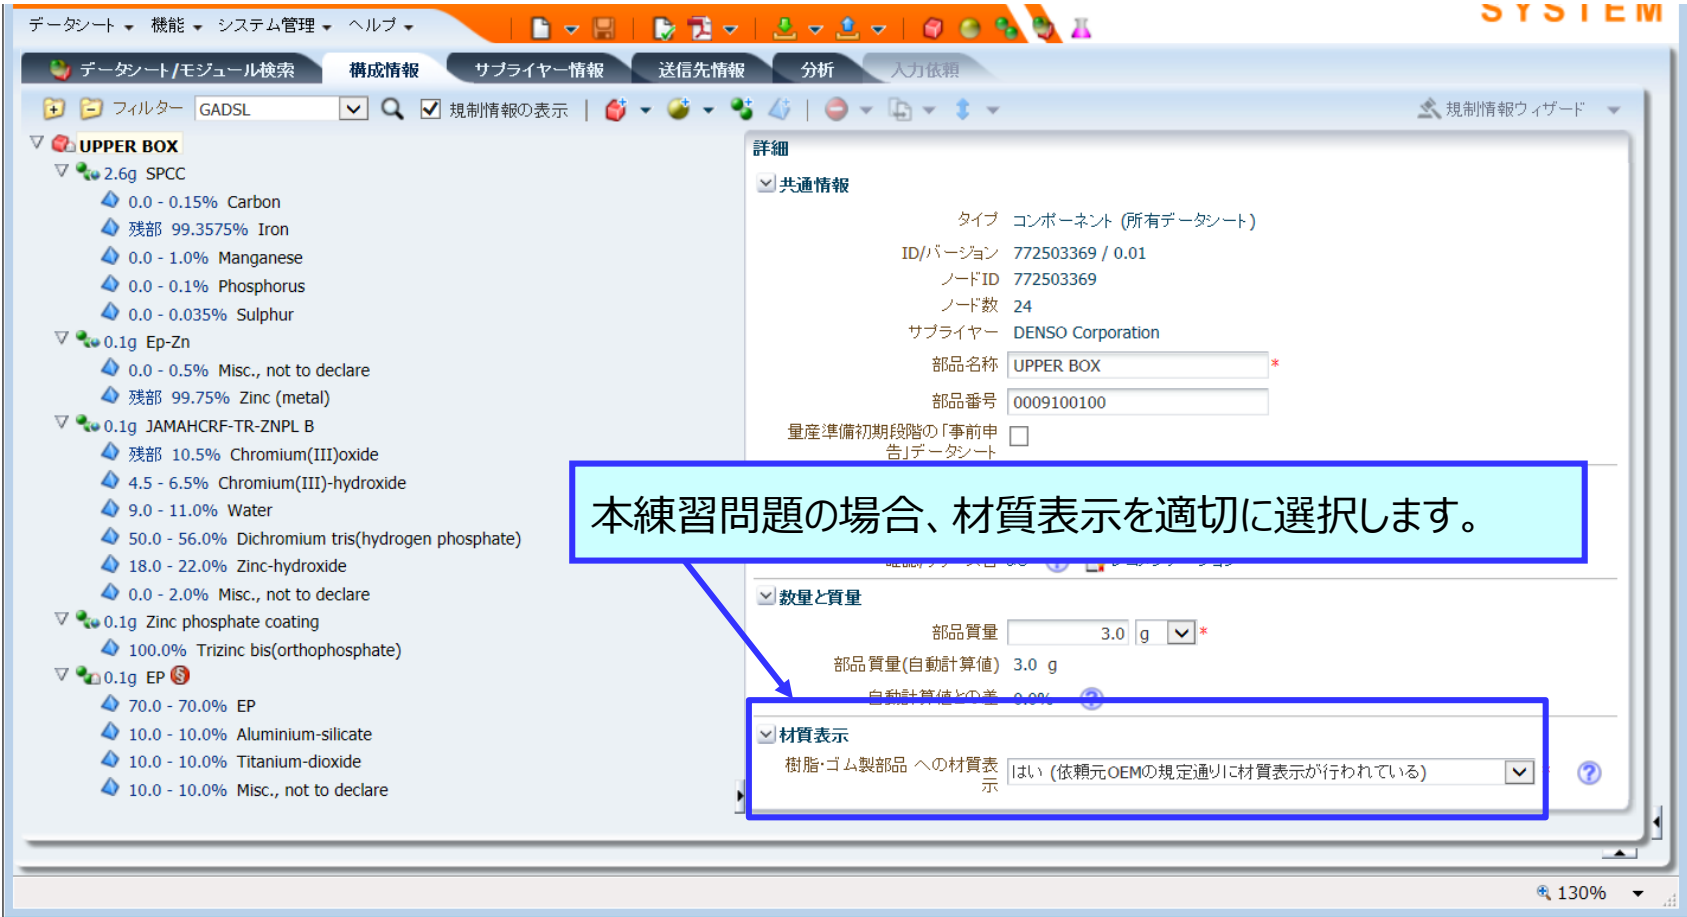 SYSTEM
データシート 機能 システム管理 ヘルプ
データシート/モジュール検索 構成情報 サプライヤー情報 送信先情報 分析 入力依頼
フィルター GADSL 規制情報の表示 規制情報ウィザード
UPPER BOX
2.6g SPCC
0.0 - 0.15% Carbon
残部 99.3575% Iron
0.0 - 1.0% Manganese
0.0 - 0.1% Phosphorus
0.0 - 0.035% Sulphur
0.1g Ep-Zn
0.0 - 0.5% Misc., not to declare
残部 99.75% Zinc (metal)
0.1g JAMAHCRF-TR-ZNPL B
残部 10.5% Chromium(III)oxide
4.5 - 6.5% Chromium(III)-hydroxide
9.0 - 11.0% Water
50.0 - 56.0% Dichromium tris(hydrogen phosphate)
18.0 - 22.0% Zinc-hydroxide
0.0 - 2.0% Misc., not to declare
0.1g Zinc phosphate coating
100.0% Trizinc bis(orthophosphate)
0.1g EP
70.0 - 70.0% EP
10.0 - 10.0% Aluminium-silicate
10.0 - 10.0% Titanium-dioxide
10.0 - 10.0% Misc., not to declare
詳細
共通情報
タイプ コンポーネント (所有データシート)
ID/バージョン 772503369 / 0.01
ノードID 772503369
ノード数 24
サプライヤー DENSO Corporation
部品名称 UPPER BOX *
部品番号 0009100100
量産準備初期段階の「事前申
告」データシート
本練習問題の場合、材質表示を適切に選択します。
数量と質量
部品質量 3.0 g *
部品質量(自動計算値) 3.0 g
自動計算値との差 0.0%
材質表示
樹脂・ゴム製部品 への材質表
示
はい (依頼元OEMの規定通りに材質表示が行われている) *
130%